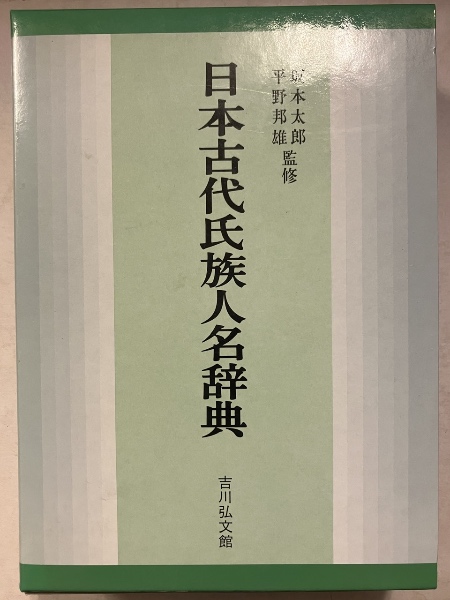 坂本太郎
平野邦雄 監修
日本古代氏族人名辞典
吉川弘文館